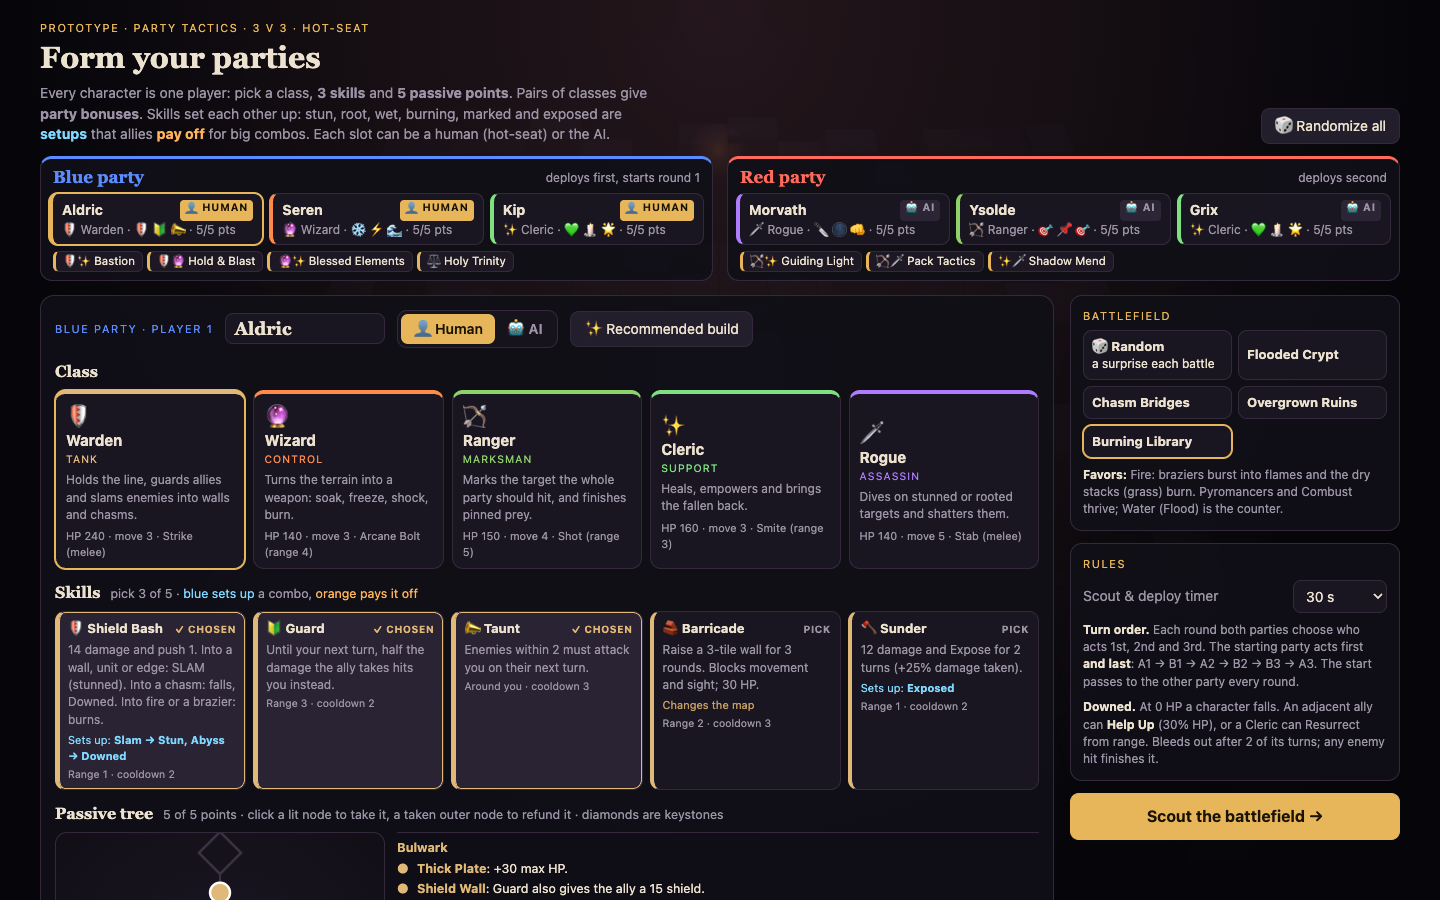 PROTOTYPE · PARTY TACTICS · 3 V 3 · HOT-SEAT
Form your parties
Every character is one player: pick a class, 3 skills and 5 passive points. Pairs of classes give
party bonuses. Skills set each other up: stun, root, wet, burning, marked and exposed are
setups that allies pay off for big combos. Each slot can be a human (hot-seat) or the AI.
Randomize all
Blue party
deploys first, starts round 1
Aldric
HUMAN
Warden · 5/5 pts
Seren
HUMAN
Wizard · 5/5 pts
Kip
HUMAN
Cleric · 5/5 pts
Bastion
Hold & Blast
Blessed Elements
Holy Trinity
Red party
deploys second
Morvath
AI
Rogue · 5/5 pts
Ysolde
AI
Ranger · 5/5 pts
Grix
AI
Cleric · 5/5 pts
Guiding Light
Pack Tactics
Shadow Mend
BLUE PARTY · PLAYER 1
Aldric
Human
AI
Recommended build
Class
Warden
TANK
Holds the line, guards allies
and slams enemies into walls
and chasms.
HP 240 · move 3 · Strike
(melee)
Wizard
CONTROL
Turns the terrain into a
weapon: soak, freeze, shock,
burn.
HP 140 · move 3 · Arcane Bolt
(range 4)
Ranger
MARKSMAN
Marks the target the whole
party should hit, and finishes
pinned prey.
HP 150 · move 4 · Shot (range
5)
Cleric
SUPPORT
Heals, empowers and brings
the fallen back.
HP 160 · move 3 · Smite (range
3)
Rogue
ASSASSIN
Dives on stunned or rooted
targets and shatters them.
HP 140 · move 5 · Stab (melee)
Skills
pick 3 of 5 · blue sets up a combo, orange pays it off
Shield Bash
✓ CHOSEN
14 damage and push 1. Into a
wall, unit or edge: SLAM
(stunned). Into a chasm: falls,
Downed. Into fire or a brazier:
burns.
Sets up: Slam → Stun, Abyss
→ Downed
Range 1 · cooldown 2
Guard
✓ CHOSEN
Until your next turn, half the
damage the ally takes hits
you instead.
Range 3 · cooldown 2
Taunt
✓ CHOSEN
Enemies within 2 must attack
you on their next turn.
Around you · cooldown 3
Barricade
PICK
Raise a 3-tile wall for 3
rounds. Blocks movement
and sight; 30 HP.
Changes the map
Range 2 · cooldown 3
Sunder
PICK
12 damage and Expose for 2
turns (+25% damage taken).
Sets up: Exposed
Range 1 · cooldown 2
Passive tree
5 of 5 points · click a lit node to take it, a taken outer node to refund it · diamonds are keystones
Bulwark
Thick Plate: +30 max HP.
Shield Wall: Guard also gives the ally a 15 shield.
BATTLEFIELD
Random
a surprise each battle
Flooded Crypt
Chasm Bridges
Overgrown Ruins
Burning Library
Favors: Fire: braziers burst into flames and the dry
stacks (grass) burn. Pyromancers and Combust
thrive; Water (Flood) is the counter.
RULES
Scout & deploy timer
30 s
Turn order. Each round both parties choose who
acts 1st, 2nd and 3rd. The starting party acts first
and last: A1 → B1 → A2 → B2 → B3 → A3. The start
passes to the other party every round.
Downed. At 0 HP a character falls. An adjacent ally
can Help Up (30% HP), or a Cleric can Resurrect
from range. Bleeds out after 2 of its turns; any enemy
hit finishes it.
Scout the battlefield →